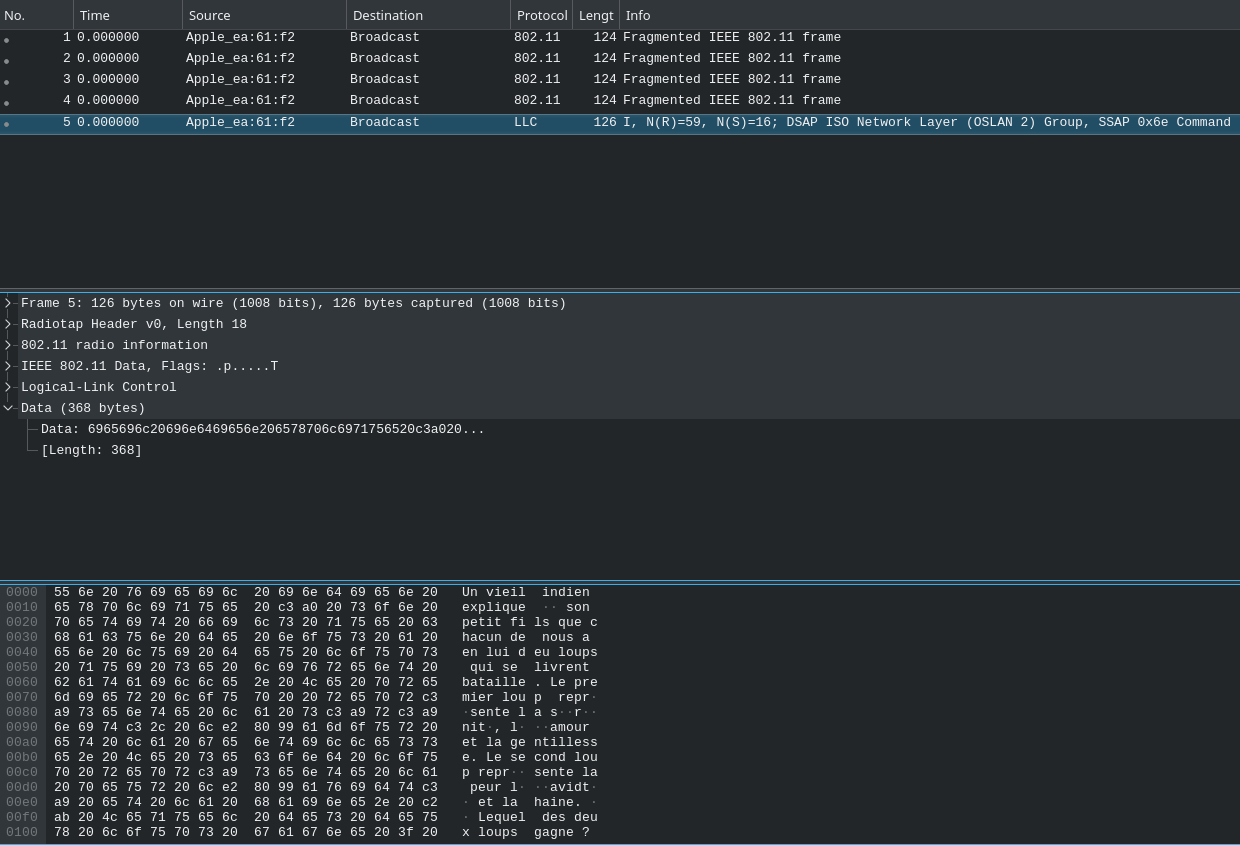 No. Time Source Destination Protocol Lengt Info
1 0.000000 Apple_ea:61:f2 Broadcast 802.11 124 Fragmented IEEE 802.11 frame
2 0.000000 Apple_ea:61:f2 Broadcast 802.11 124 Fragmented IEEE 802.11 frame
3 0.000000 Apple_ea:61:f2 Broadcast 802.11 124 Fragmented IEEE 802.11 frame
4 0.000000 Apple_ea:61:f2 Broadcast 802.11 124 Fragmented IEEE 802.11 frame
5 0.000000 Apple_ea:61:f2 Broadcast LLC 126 I, N(R)=59, N(S)=16; DSAP ISO Network Layer (OSLAN 2) Group, SSAP 0x6e Command
Frame 5: 126 bytes on wire (1008 bits), 126 bytes captured (1008 bits)
Radiotap Header v0, Length 18
802.11 radio information
IEEE 802.11 Data, Flags: .p.....T
Logical-Link Control
Data (368 bytes)
Data: 6965696c20696e6469656e206578706c6971756520c3a020...
[Length: 368]
0000 55 6e 20 76 69 65 69 6c 20 69 6e 64 69 65 6e 20 Un vieil indien
0010 65 78 70 6c 69 71 75 65 20 c3 a0 20 73 6f 6e 20 explique ·· son
0020 70 65 74 69 74 20 66 69 6c 73 20 71 75 65 20 63 petit fi ls que c
0030 68 61 63 75 6e 20 64 65 20 6e 6f 75 73 20 61 20 hacun de nous a
0040 65 6e 20 6c 75 69 20 64 65 75 20 6c 6f 75 70 73 en lui d eu loups
0050 20 71 75 69 20 73 65 20 6c 69 76 72 65 6e 74 20 qui se livrent
0060 62 61 74 61 69 6c 6c 65 2e 20 4c 65 20 70 72 65 bataille . Le pre
0070 6d 69 65 72 20 6c 6f 75 70 20 20 72 65 70 72 c3 mier lou p repr·
0080 a9 73 65 6e 74 65 20 6c 61 20 73 c3 a9 72 c3 a9 ·sente l a s··r··
0090 6e 69 74 c3 2c 20 6c e2 80 99 61 6d 6f 75 72 20 nit·, l· ··amour
00a0 65 74 20 6c 61 20 67 65 6e 74 69 6c 6c 65 73 73 et la ge ntilless
00b0 65 2e 20 4c 65 20 73 65 63 6f 6e 64 20 6c 6f 75 e. Le se cond lou
00c0 70 20 72 65 70 72 c3 a9 73 65 6e 74 65 20 6c 61 p repr·· sente la
00d0 20 70 65 75 72 20 6c e2 80 99 61 76 69 64 74 c3 peur l· ··avidt·
00e0 a9 20 65 74 20 6c 61 20 68 61 69 6e 65 2e 20 c2 · et la haine. ·
00f0 ab 20 4c 65 71 75 65 6c 20 64 65 73 20 64 65 75 · Lequel des deu
0100 78 20 6c 6f 75 70 73 20 67 61 67 6e 65 20 3f 20 x loups gagne ?